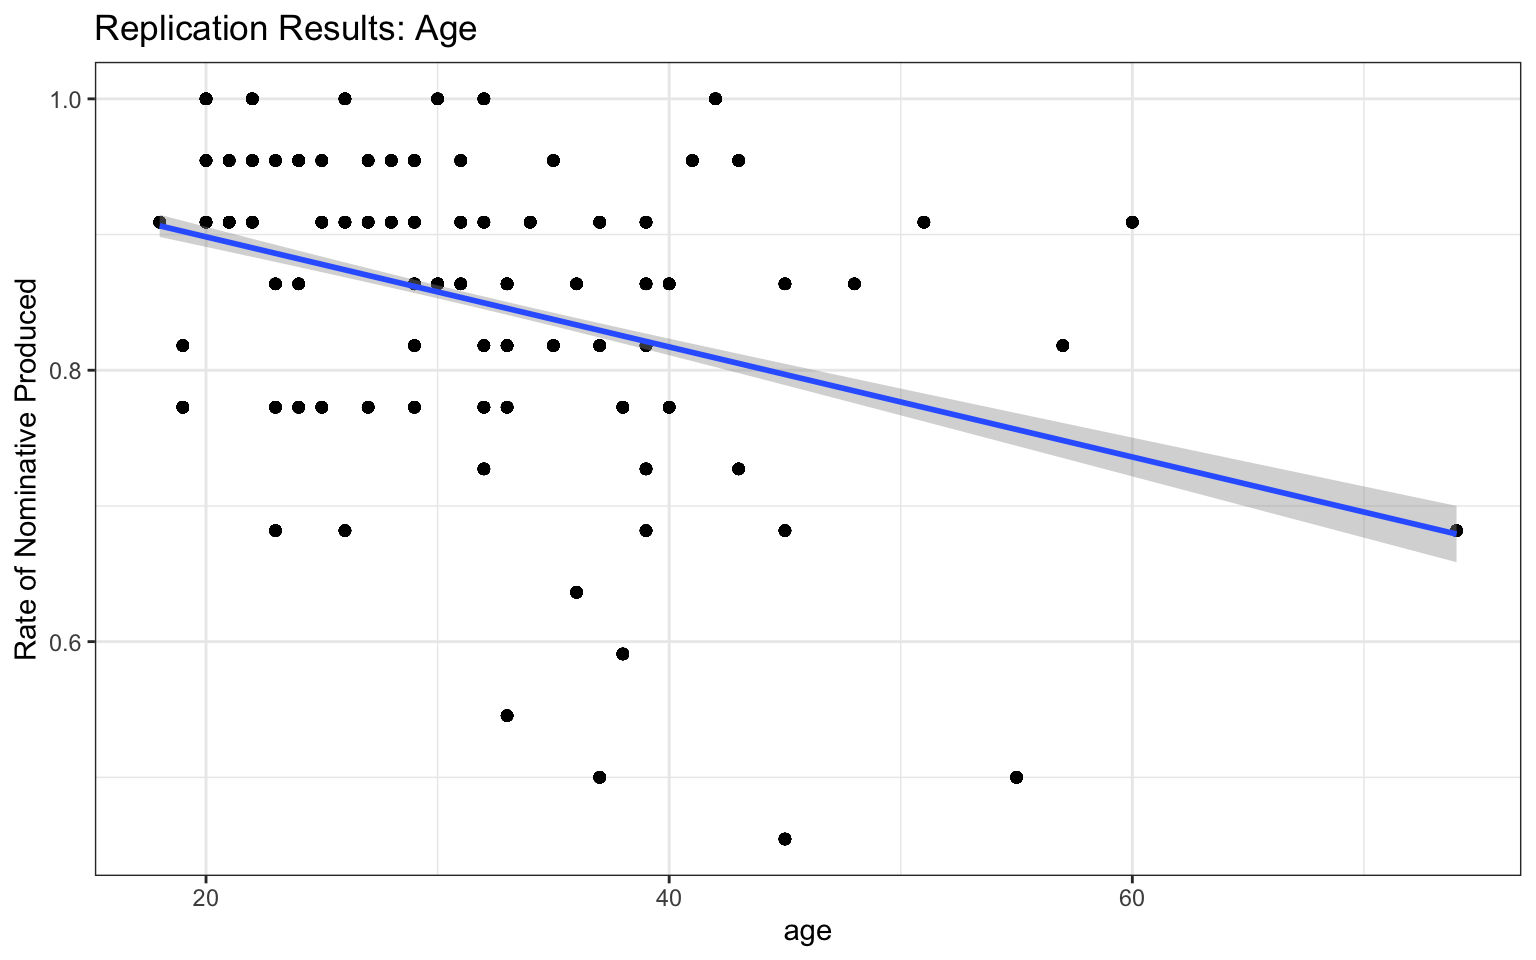 Replication Results: Age
Rate of Nominative Produced
1.0
0.8
0.6
20
40
60
age